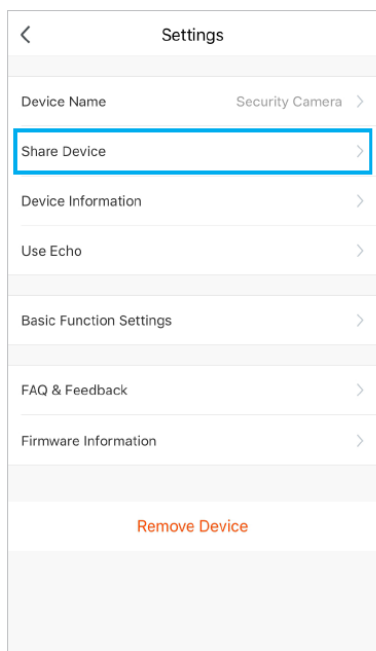 Settings
Device Name Security Camera
Share Device
Device Information
Use Echo
Basic Function Settings
FAQ & Feedback
Firmware Information
Remove Device